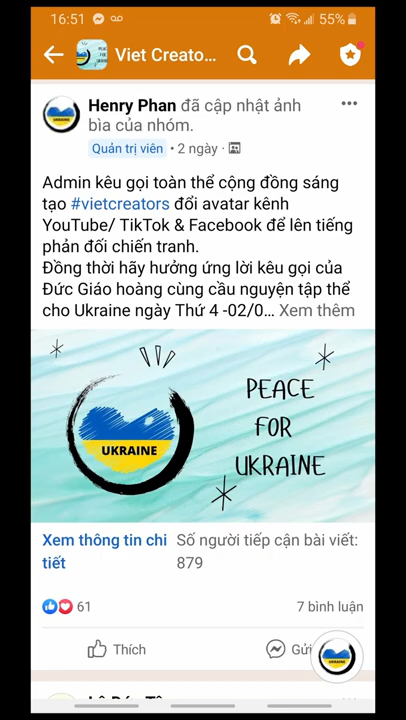 16:51
55%
Viet Creato...
Henry Phan đã cập nhật ảnh
bìa của nhóm.
Quản trị viên • 2 ngày ·
Admin kêu gọi toàn thể cộng đồng sáng
tạo #vietcreators đổi avatar kênh
YouTube/ TikTok & Facebook để lên tiếng
phản đối chiến tranh.
Đồng thời hãy hưởng ứng lời kêu gọi của
Đức Giáo hoàng cùng cầu nguyện tập thể
cho Ukraine ngày Thứ 4 -02/0... Xem thêm
UKRAINE
PEACE
FOR
UKRAINE
Xem thông tin chi
tiết
Số người tiếp cận bài viết:
879
61
7 bình luận
Thích
Gửi
UKRAINE